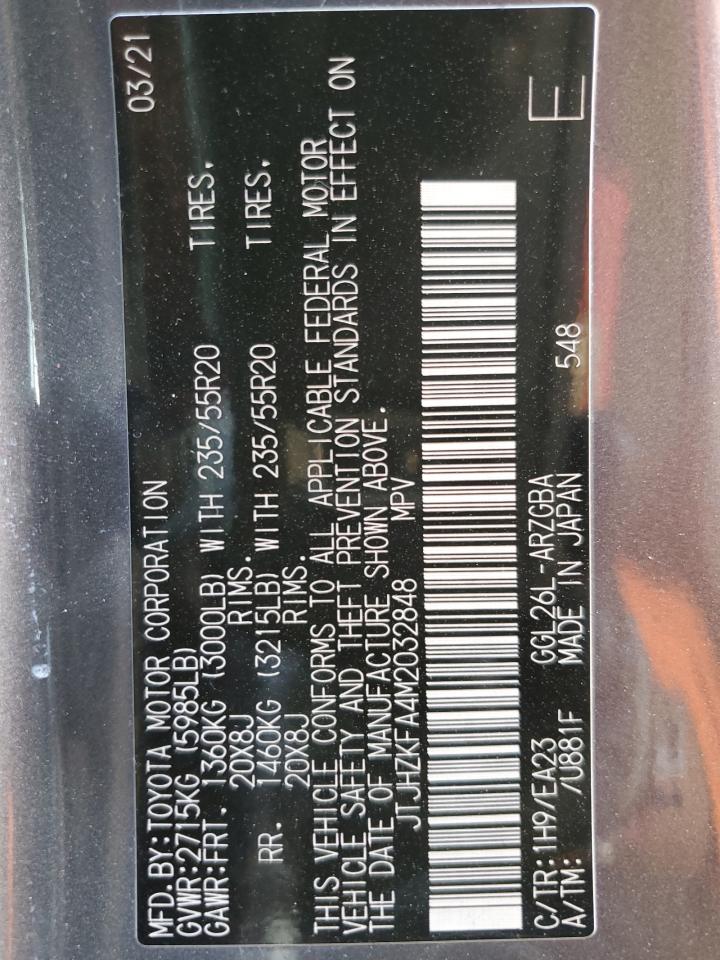 MFD.BY:TOYOTA MOTOR CORPORATION 03/21
GVWR:2715KG (5985LB)
GAWR:FRT. 1360KG (3000LB) WITH 235/55R20 TIRES.
20X8J RIMS.
RR. 1460KG (3215LB) WITH 235/55R20 TIRES.
20X8J RIMS.
THIS VEHICLE CONFORMS TO ALL APPLICABLE FEDERAL MOTOR
VEHICLE SAFETY AND THEFT PREVENTION STANDARDS IN EFFECT ON
THE DATE OF MANUFACTURE SHOWN ABOVE.
JTJHZKFA4M2032848 MPV
C/TR:1H9/EA23 GGL26L-ARZGBA E
A/TM: /U881F MADE IN JAPAN 548